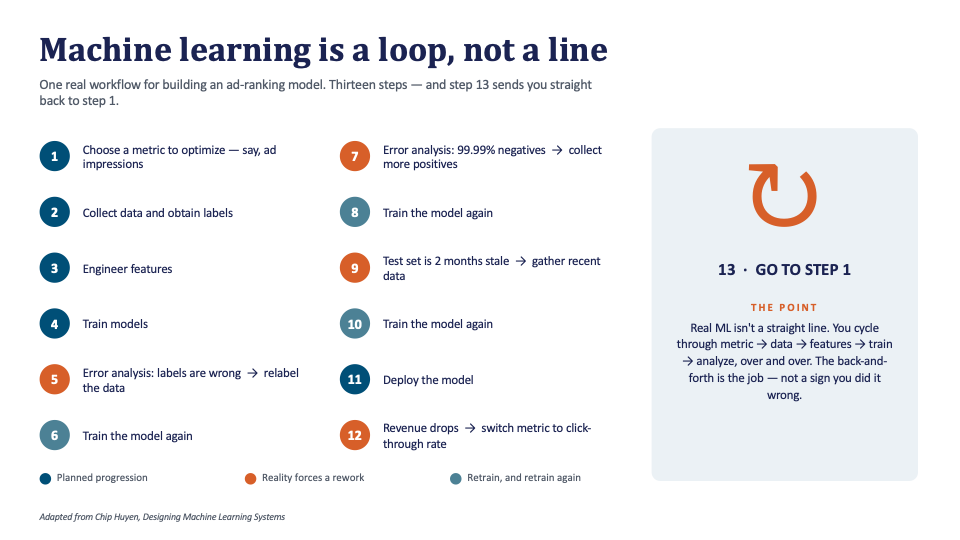 Machine learning is a loop, not a line
One real workflow for building an ad-ranking model. Thirteen steps — and step 13 sends you straight
back to step 1.
1
Choose a metric to optimize — say, ad
impressions
2
Collect data and obtain labels
3
Engineer features
4
Train models
5
Error analysis: labels are wrong → relabel
the data
6
Train the model again
7
Error analysis: 99.99% negatives → collect
more positives
8
Train the model again
9
Test set is 2 months stale → gather recent
data
10
Train the model again
11
Deploy the model
12
Revenue drops → switch metric to click-
through rate
Planned progression
Reality forces a rework
Retrain, and retrain again
↻
13 · GO TO STEP 1
THE POINT
Real ML isn't a straight line. You cycle
through metric → data → features → train
→ analyze, over and over. The back-and-
forth is the job — not a sign you did it
wrong.
Adapted from Chip Huyen, Designing Machine Learning Systems